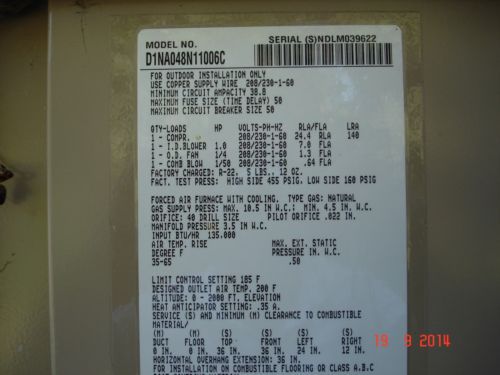 MODEL NO.
D1NA048N11006C
SERIAL (S)NDLM039622
FOR OUTDOOR INSTALLATION ONLY
USE COPPER SUPPLY WIRE 208/230-1-60
MINIMUM CIRCUIT AMPACITY 38.8
MAXIMUM FUSE SIZE (TIME DELAY) 50
MAXIMUM CIRCUIT BREAKER SIZE 50
QTY-LOADS HP VOLTS-PH-HZ RLA/FLA LRA
1 - COMPR. 208/230-1-60 24.4 RLA 140
1 - I.D.BLOWER 1.0 208/230-1-60 7.0 FLA
1 - O.D. FAN 1/4 208/230-1-60 1.3 FLA
1 - COMB BLOW 1/50 208/230-1-60 .64 FLA
FACTORY CHARGED: R-22, 5 LBS., 12 OZ.
FACT. TEST PRESS: HIGH SIDE 455 PSIG, LOW SIDE 160 PSIG
FORCED AIR FURNACE WITH COOLING. TYPE GAS: NATURAL
GAS SUPPLY PRESS: MAX. 10.5 IN W.C.: MIN. 4.5 IN. W.C.
ORIFICE: 40 DRILL SIZE PILOT ORIFICE .022 IN.
MANIFOLD PRESS 3.5 IN W.C.
INPUT BTU/HR 135,000
AIR TEMP. RISE MAX. EXT. STATIC
DEGREE F PRESSURE IN. W.C.
35-65 .50
LIMIT CONTROL SETTING 185 F
DESIGNED OUTLET AIR TEMP. 200 F
ALTITUDE: 0 - 2000 FT. ELEVATION
HEAT ANTICIPATOR SETTING: .35 A.
SERVICE (S) AND MINIMUM (M) CLEARANCE TO COMBUSTIBLE
MATERIAL/
(M) (M) (S) (M) (S) (M)
DUCT FLOOR FRONT BACK LEFT RIGHT
0 IN. 0 IN. 36 IN. 36 IN. 24 IN. 12 IN.
HORIZONTAL OVERHEAD EXTENSION: 36 IN.
FOR INSTALLATION ON COMBUSTIBLE FLOORING OR CLASS A.B.C
19 9 2014